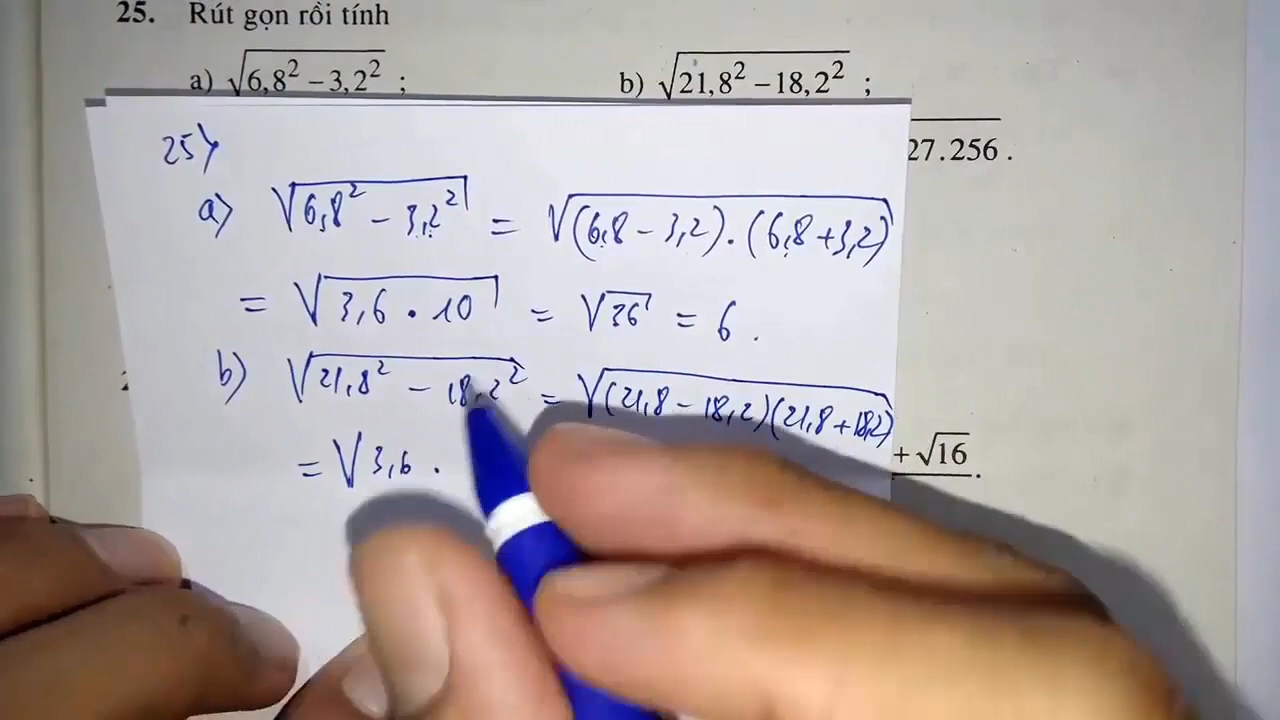 25. Rút gọn rồi tính
a) √6,8² – 3,2² ; b) √21,8² – 18,2² ;
27.256 .
25)
a) √6,8² – 3,2² = √(6,8 – 3,2).(6,8 + 3,2)
= √3,6 . 10 = √36 = 6 .
b) √21,8² – 18,2² = √(21,8 – 18,2)(21,8 + 18,2)
+ √16 .
= √3,6 .